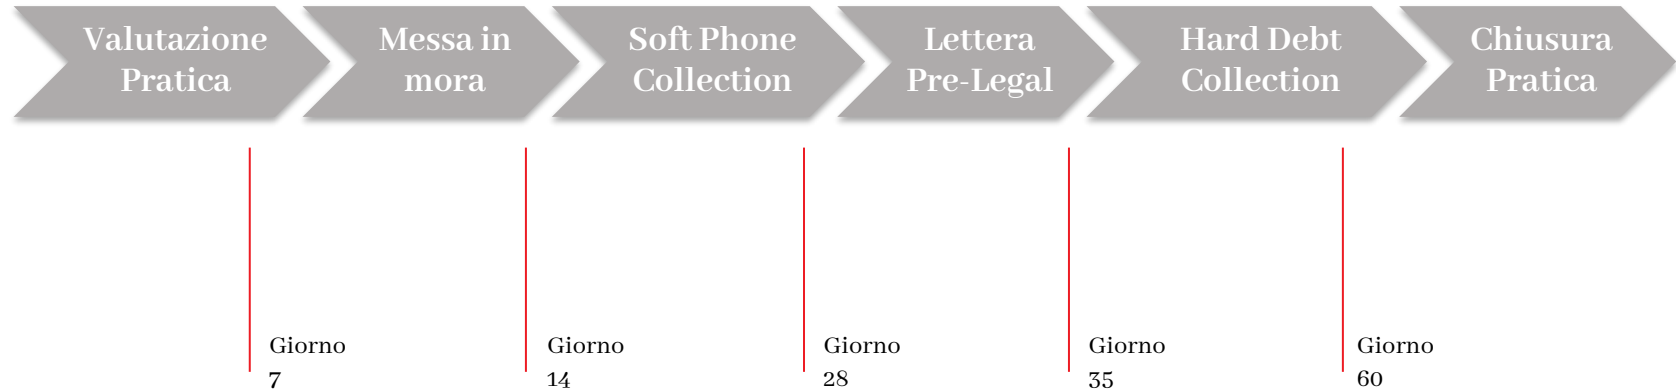 Valutazione
Pratica
Messa in
mora
Soft Phone
Collection
Lettera
Pre-Legal
Hard Debt
Collection
Chiusura
Pratica
Giorno
7
Giorno
14
Giorno
28
Giorno
35
Giorno
60